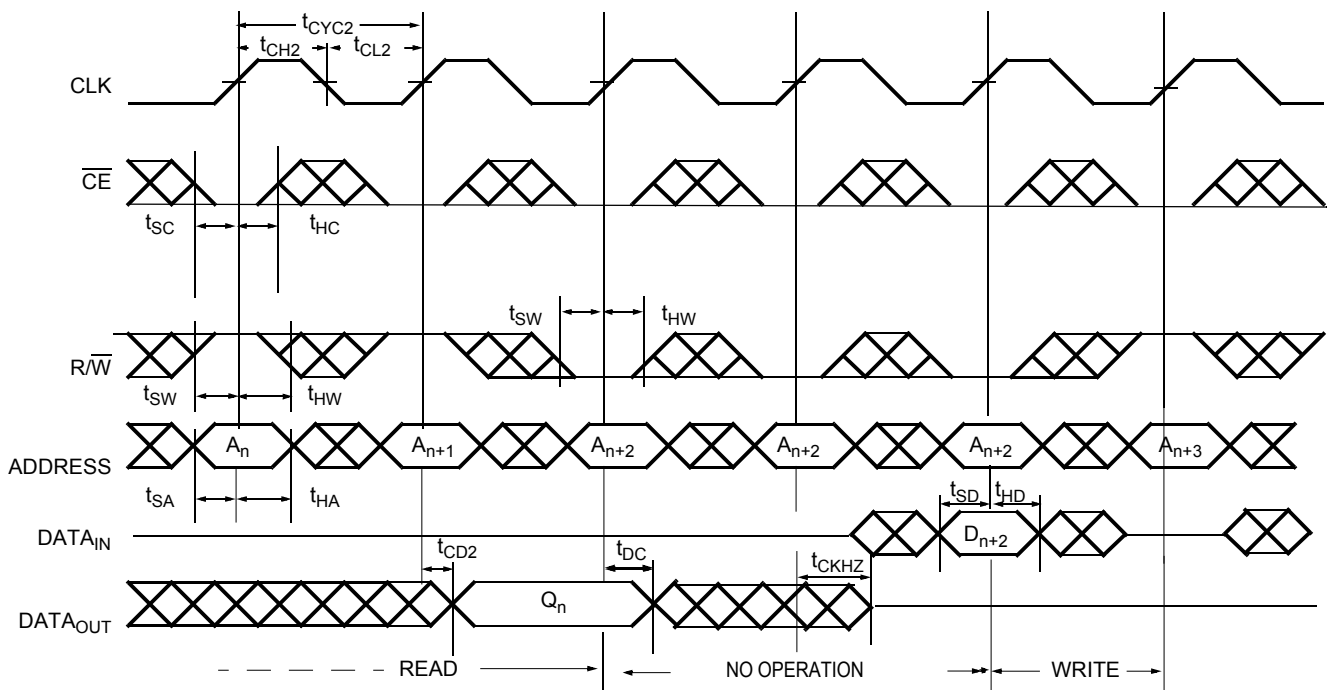 tCYC2
tCH2 tCL2
CLK
CE
tSC tHC
tSW tHW
R/W
tSW tHW
An An+1 An+2 An+2 An+2 An+3
ADDRESS
tSA tHA tSD tHD
DATAIN Dn+2
tCD2 tDC tCKHZ
Qn
DATAOUT
READ NO OPERATION WRITE